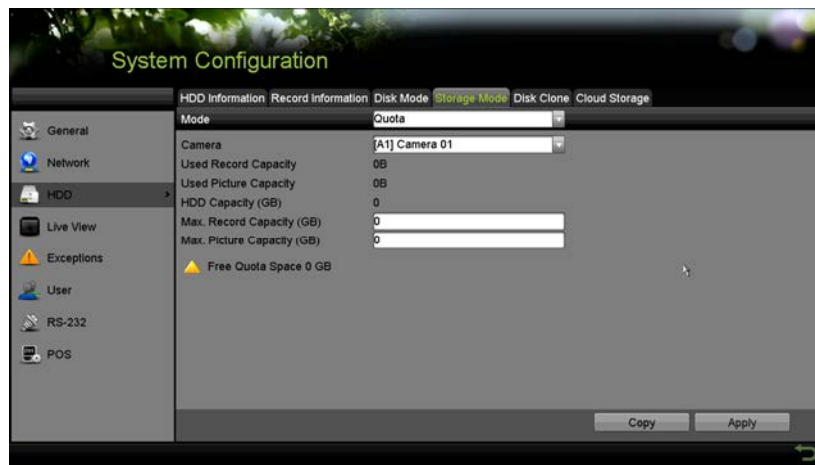 System Configuration
HDD Information Record Information Disk Mode Storage Mode Disk Clone Cloud Storage
General
Network
HDD
Live View
Exceptions
User
RS-232
POS
Mode Quota
Camera [A1] Camera 01
Used Record Capacity 0B
Used Picture Capacity 0B
HDD Capacity (GB) 0
Max. Record Capacity (GB) 0
Max. Picture Capacity (GB) 0
Free Quota Space 0 GB
Copy Apply